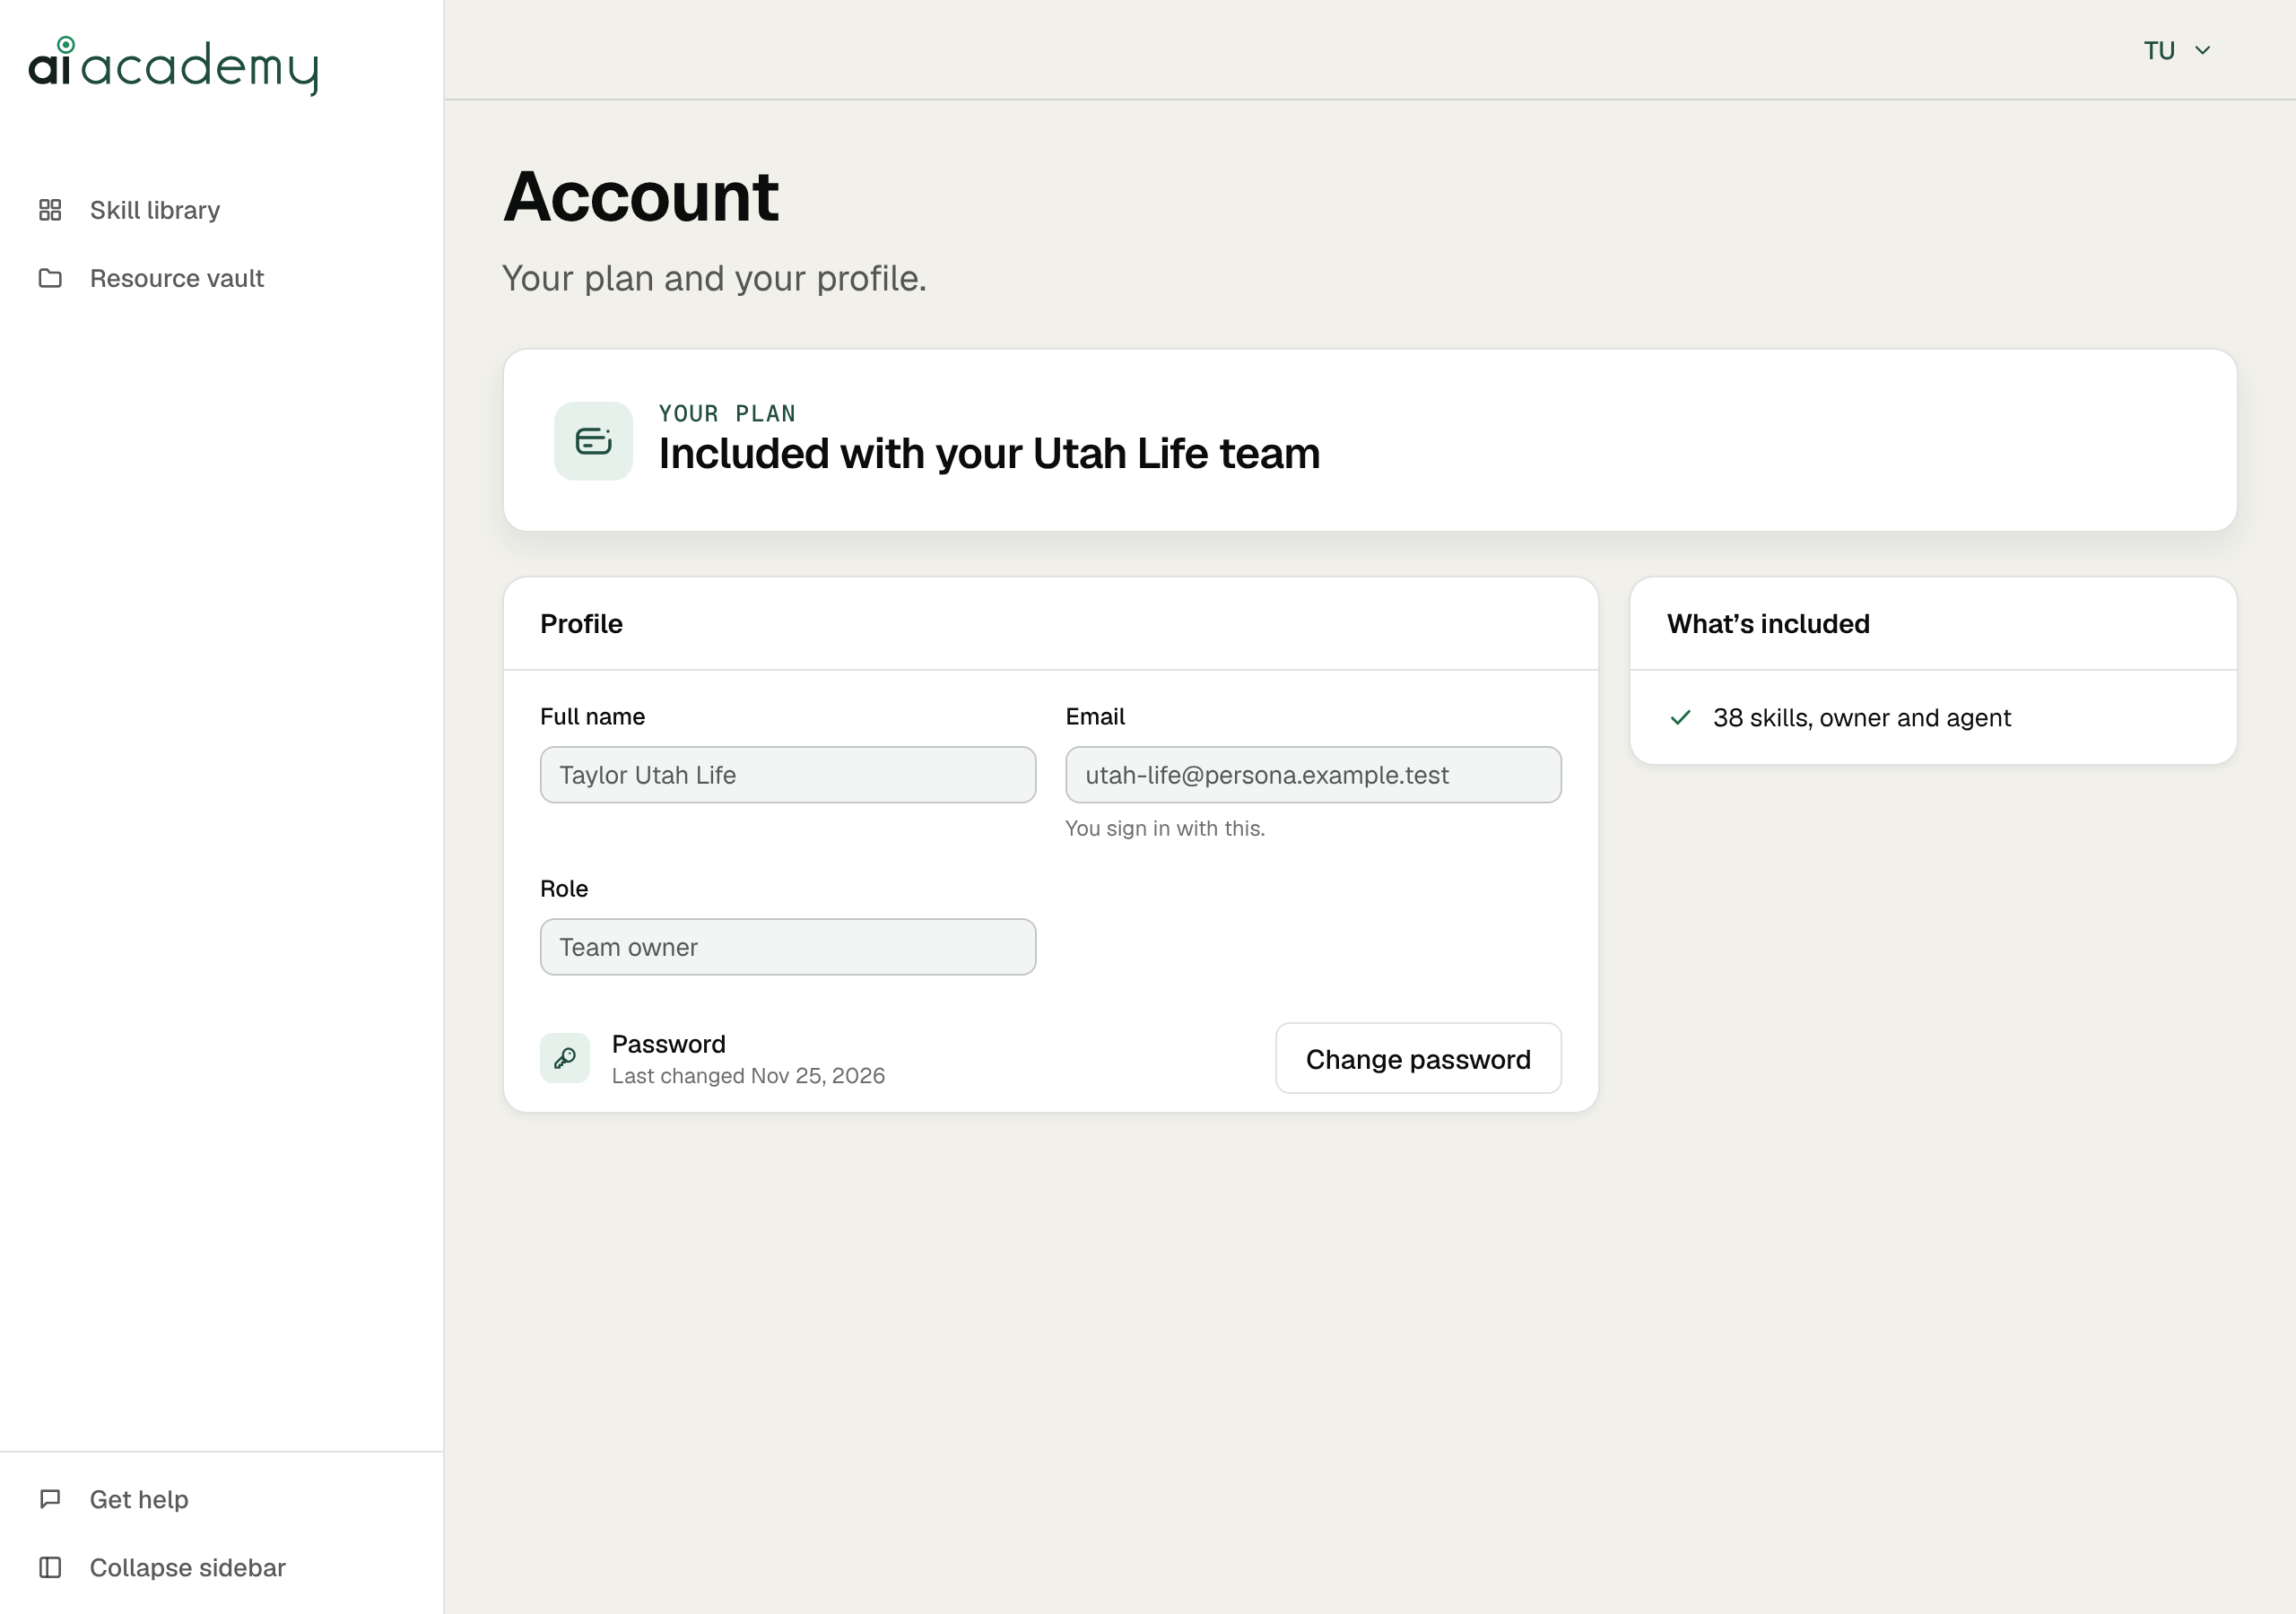 ai academy
TU
Skill library
Resource vault
Account
Your plan and your profile.
YOUR PLAN
Included with your Utah Life team
Profile
Full name
Taylor Utah Life
Email
utah-life@persona.example.test
You sign in with this.
Role
Team owner
Password
Last changed Nov 25, 2026
Change password
What’s included
38 skills, owner and agent
Get help
Collapse sidebar